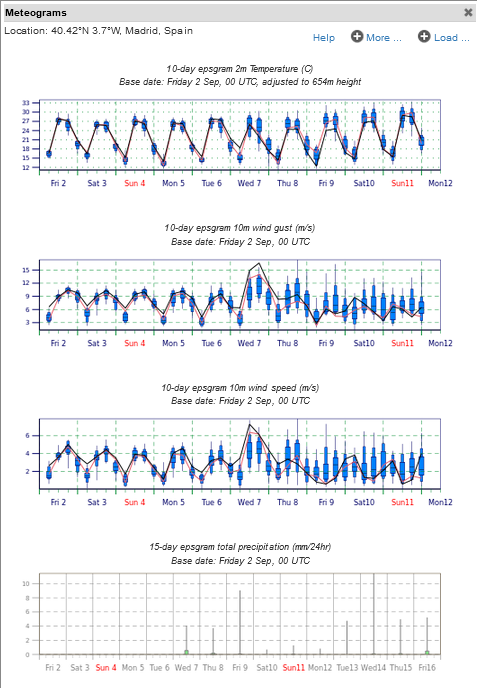 Meteograms
Location: 40.42°N 3.7°W, Madrid, Spain
Help More ... Load ...
10-day epsgram 2m Temperature (C)
Base date: Friday 2 Sep, 00 UTC, adjusted to 654m height
33
30
27
24
21
18
15
12
Fri 2 Sat 3 Sun 4 Mon 5 Tue 6 Wed 7 Thu 8 Fri 9 Sat10 Sun11 Mon12
10-day epsgram 10m wind gust (m/s)
Base date: Friday 2 Sep, 00 UTC
15
12
9
6
3
Fri 2 Sat 3 Sun 4 Mon 5 Tue 6 Wed 7 Thu 8 Fri 9 Sat10 Sun11 Mon12
10-day epsgram 10m wind speed (m/s)
Base date: Friday 2 Sep, 00 UTC
6
4
2
Fri 2 Sat 3 Sun 4 Mon 5 Tue 6 Wed 7 Thu 8 Fri 9 Sat10 Sun11 Mon12
15-day epsgram total precipitation (mm/24hr)
Base date: Friday 2 Sep, 00 UTC
10
8
6
4
2
0
Fri 2 Sat 3 Sun 4 Mon 5 Tue 6 Wed 7 Thu 8 Fri 9 Sat10 Sun11 Mon12 Tue13 Wed14 Thu15 Fri16